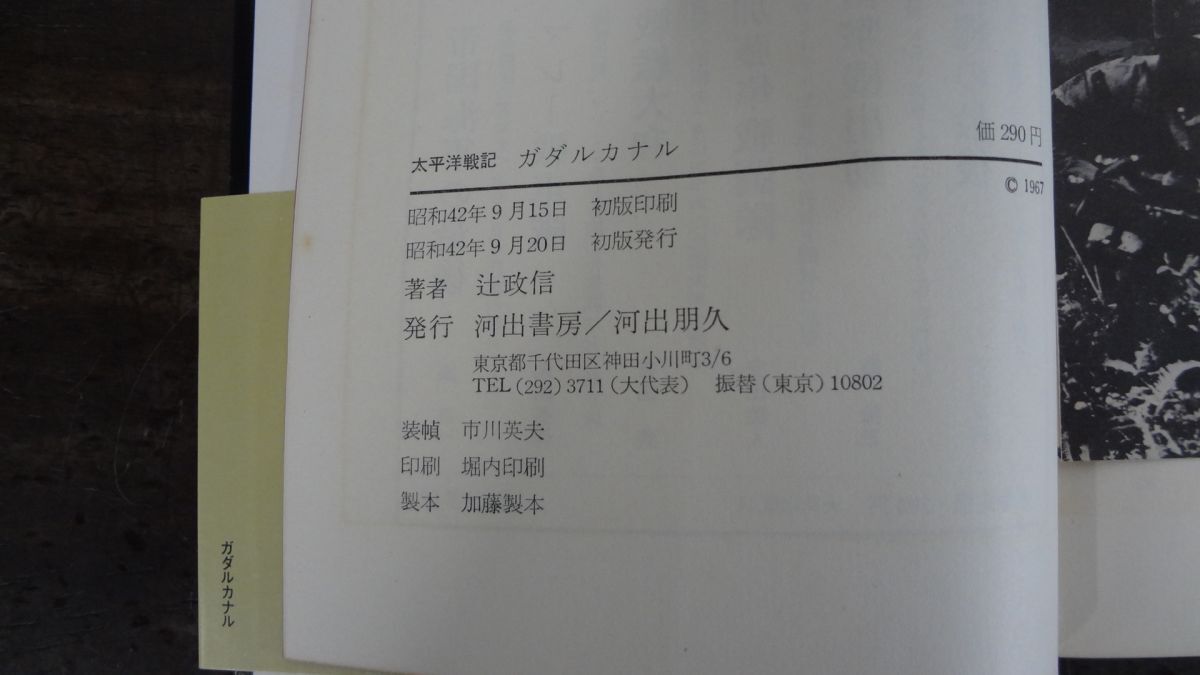 価 290円
太平洋戦記 ガダルカナル
© 1967
昭和42年9月15日 初版印刷
昭和42年9月20日 初版発行
著者 辻政信
発行 河出書房／河出朋久
東京都千代田区神田小川町3/6
TEL(292)3711(大代表) 振替(東京)10802
装幀 市川英夫
印刷 堀内印刷
製本 加藤製本
ガダルカナル